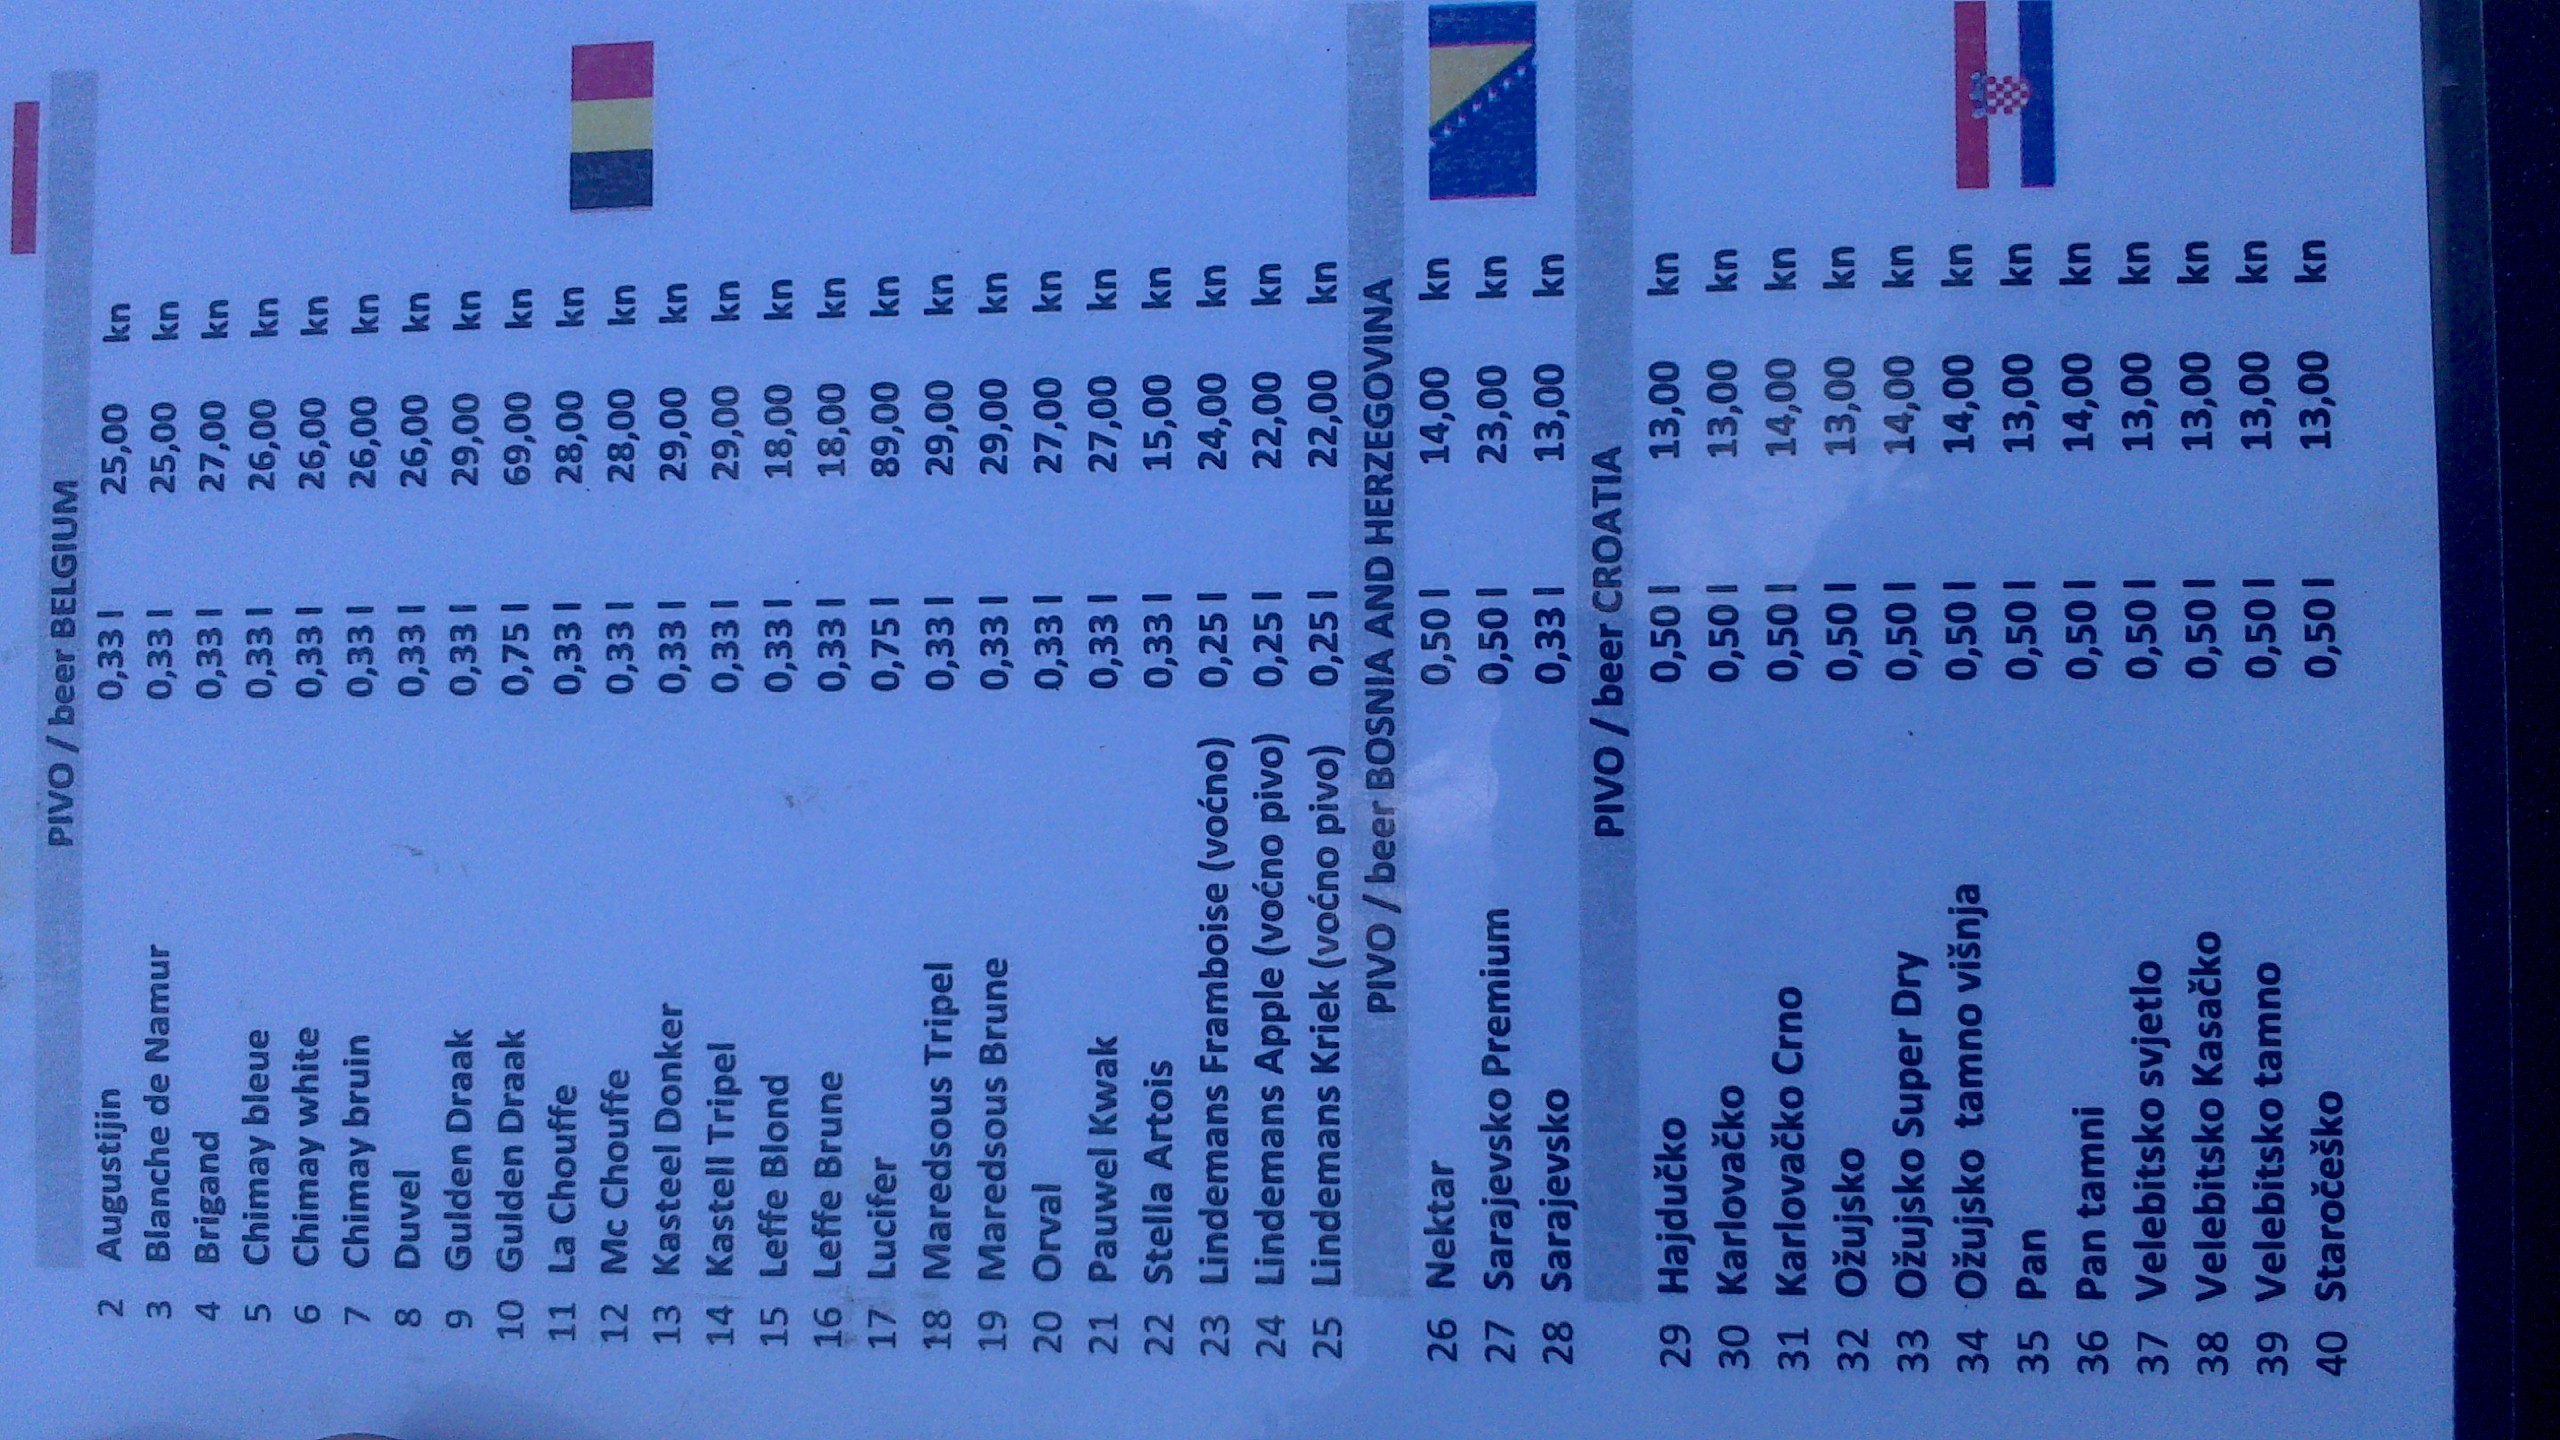 PIVO / beer BELGIUM
2 Augustijin 0,33 l 25,00 kn
3 Blanche de Namur 0,33 l 25,00 kn
4 Brigand 0,33 l 27,00 kn
5 Chimay bleue 0,33 l 26,00 kn
6 Chimay white 0,33 l 26,00 kn
7 Chimay bruin 0,33 l 26,00 kn
8 Duvel 0,33 l 26,00 kn
9 Gulden Draak 0,33 l 29,00 kn
10 Gulden Draak 0,75 l 69,00 kn
11 La Chouffe 0,33 l 28,00 kn
12 Mc Chouffe 0,33 l 28,00 kn
13 Kasteel Donker 0,33 l 29,00 kn
14 Kastell Tripel 0,33 l 29,00 kn
15 Leffe Blond 0,33 l 18,00 kn
16 Leffe Brune 0,33 l 18,00 kn
17 Lucifer 0,75 l 89,00 kn
18 Maredsous Tripel 0,33 l 29,00 kn
19 Maredsous Brune 0,33 l 29,00 kn
20 Orval 0,33 l 27,00 kn
21 Pauwel Kwak 0,33 l 27,00 kn
22 Stella Artois 0,33 l 15,00 kn
23 Lindemans Framboise (voćno) 0,25 l 24,00 kn
24 Lindemans Apple (voćno pivo) 0,25 l 22,00 kn
25 Lindemans Kriek (voćno pivo) 0,25 l 22,00 kn
PIVO / beer BOSNIA AND HERZEGOVINA
26 Nektar 0,50 l 14,00 kn
27 Sarajevsko Premium 0,50 l 23,00 kn
28 Sarajevsko 0,33 l 13,00 kn
PIVO / beer CROATIA
29 Hajdučko 0,50 l 13,00 kn
30 Karlovačko 0,50 l 13,00 kn
31 Karlovačko Crno 0,50 l 14,00 kn
32 Ožujsko 0,50 l 13,00 kn
33 Ožujsko Super Dry 0,50 l 14,00 kn
34 Ožujsko tamno višnja 0,50 l 14,00 kn
35 Pan 0,50 l 13,00 kn
36 Pan tamni 0,50 l 14,00 kn
37 Velebitsko svjetlo 0,50 l 13,00 kn
38 Velebitsko Kasačko 0,50 l 13,00 kn
39 Velebitsko tamno 0,50 l 13,00 kn
40 Staročeško 0,50 l 13,00 kn